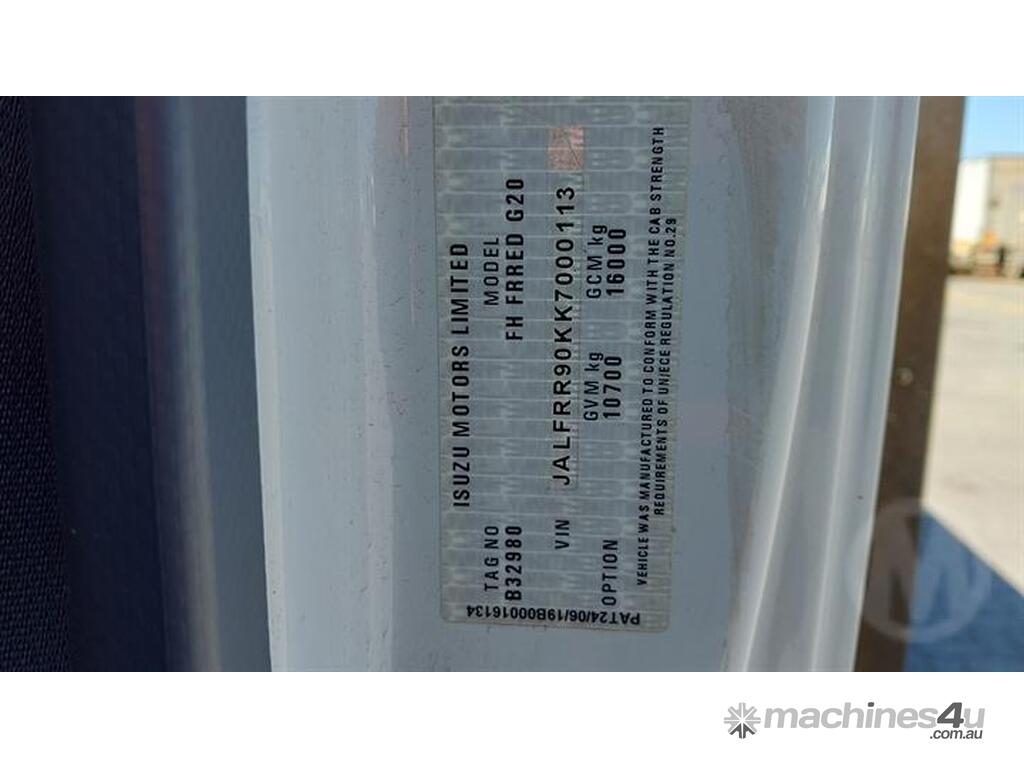 ISUZU MOTORS LIMITED
TAG NO MODEL
B32980 FH FRRED G20
VIN JALFRR90KK7000113
GVM kg GCM kg
OPTION 10700 16000
VEHICLE WAS MANUFACTURED TO CONFORM WITH THE CAB STRENGTH
REQUIREMENTS OF UN/ECE REGULATION NO.29
PAT24/06/19B00016134
machines4u
.com.au